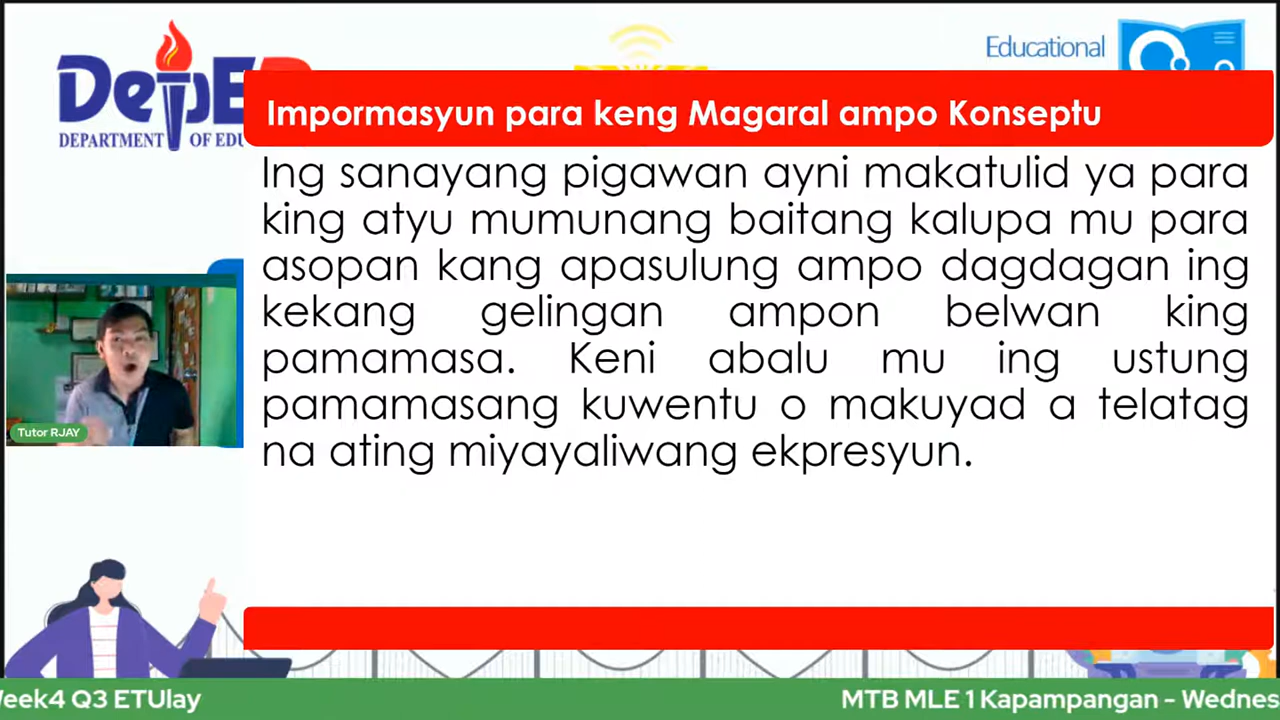 DepED
DEPARTMENT OF EDU
Educational
Impormasyun para keng Magaral ampo Konseptu
Ing sanayang pigawan ayni makatulid ya para
king atyu mumunang baitang kalupa mu para
asopan kang apasulung ampo dagdagan ing
kekang gelingan ampon belwan king
pamamasa. Keni abalu mu ing ustung
pamamasang kuwentu o makuyad a telatag
na ating miyayaliwang ekpresyun.
Tutor RJAY
Week4 Q3 ETUlay
MTB MLE 1 Kapampangan - Wednes